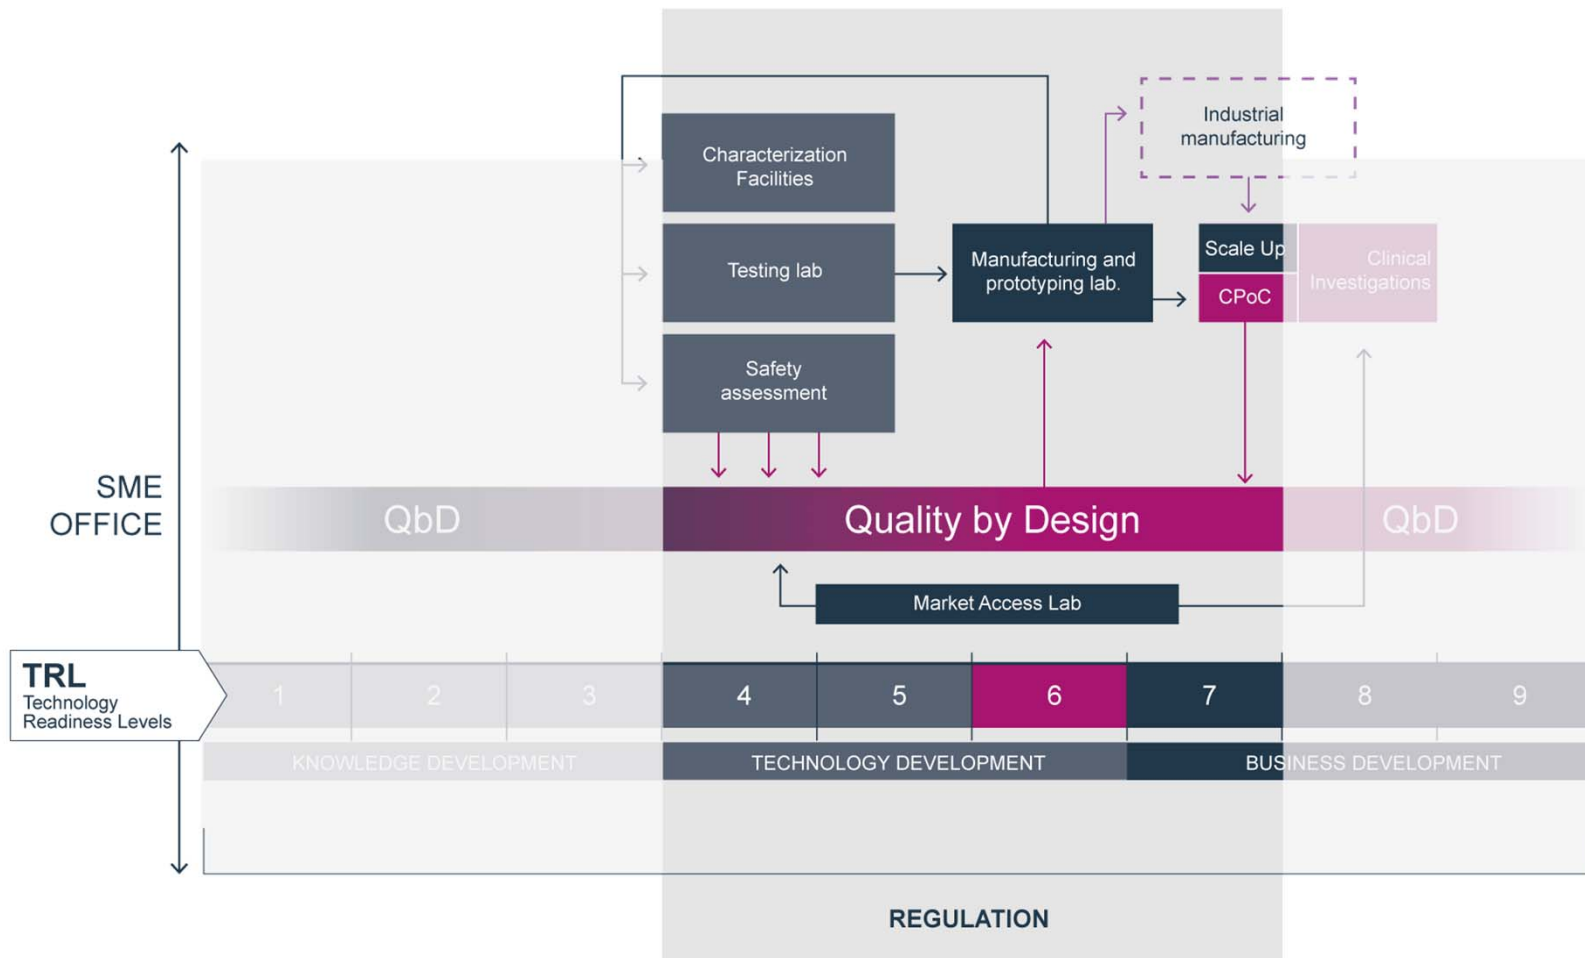 Industrial
manufacturing
Characterization
Facilities
Testing lab
Manufacturing and
prototyping lab.
Scale Up
CPoC
Clinical
Investigations
Safety
assessment
SME
OFFICE
QbD
Quality by Design
QbD
Market Access Lab
TRL
Technology
Readiness Levels
1
2
3
4
5
6
7
8
9
KNOWLEDGE DEVELOPMENT
TECHNOLOGY DEVELOPMENT
BUSINESS DEVELOPMENT
REGULATION